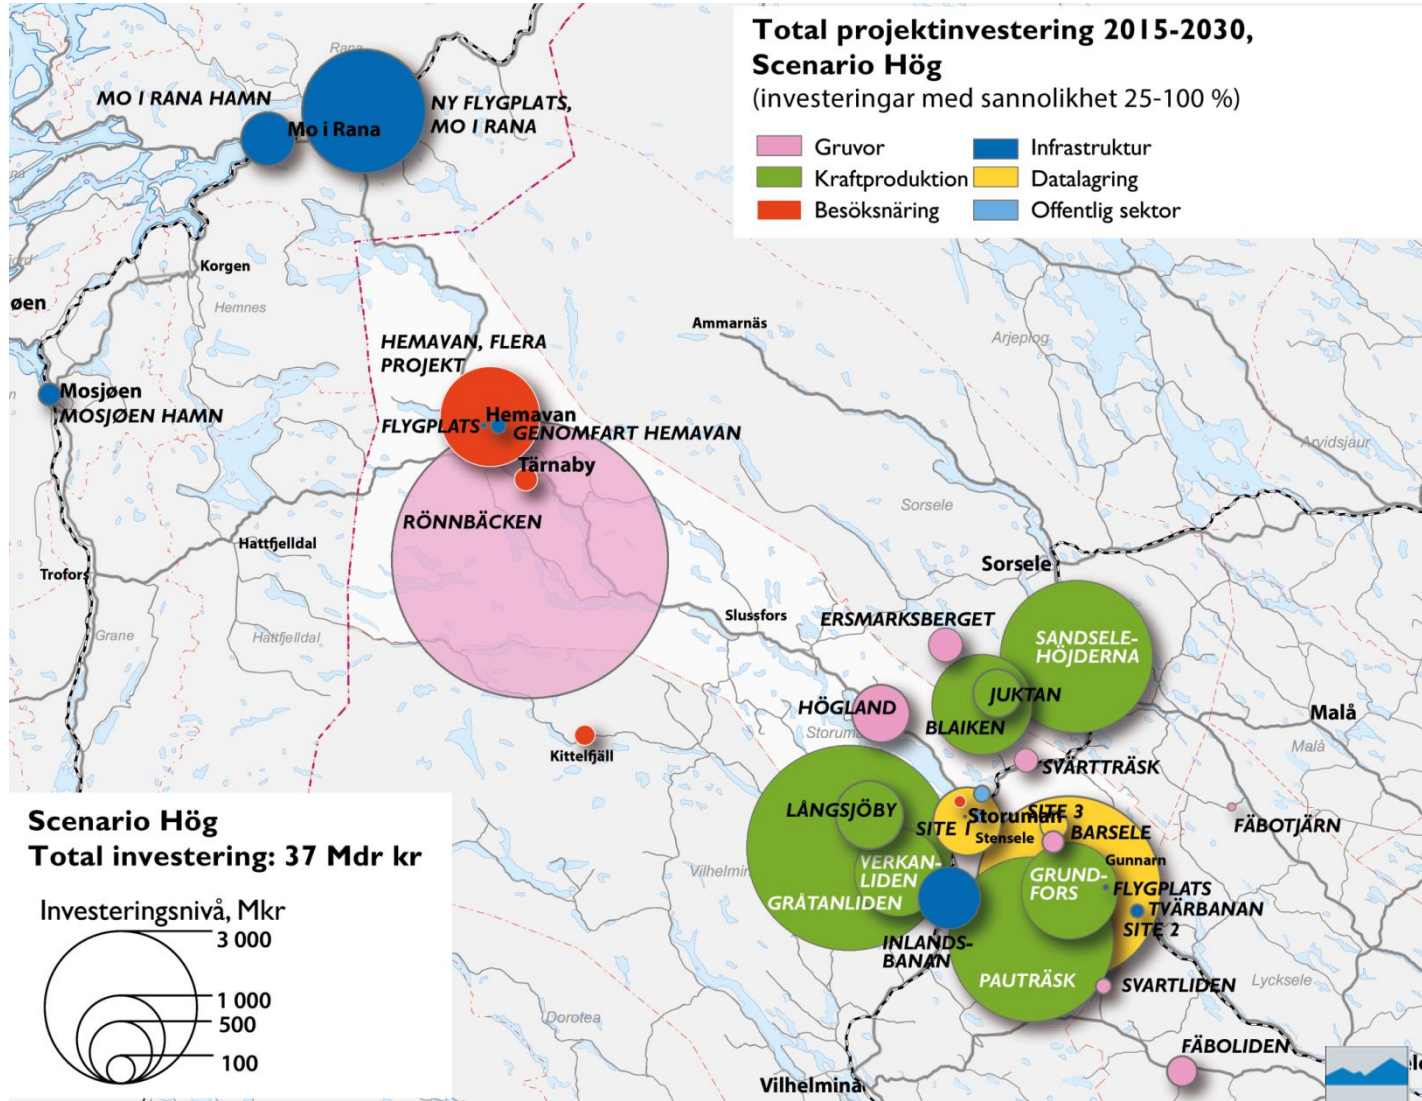 Total projektinvestering 2015-2030,
Scenario Hög
(investeringar med sannolikhet 25-100 %)
Gruvor
Infrastruktur
Kraftproduktion
Datalagring
Besöksnäring
Offentlig sektor
Rana
MO I RANA HAMN
NY FLYGPLATS,
MO I RANA
Mo i Rana
Korgen
Hemnes
øen
HEMAVAN, FLERA
PROJEKT
Ammarnäs
Arjeplog
Mosjøen
MOSJØEN HAMN
Hemavan
FLYGPLATS
GENOMFART HEMAVAN
Tärnaby
Arvidsjaur
RÖNNBÄCKEN
Sorsele
Hattfjelldal
Trofors
Sorsele
Slussfors
ERSMARKSBERGET
Grane
Hattfjelldal
SANDSELE-
HÖJDERNA
JUKTAN
HÖGLAND
BLAIKEN
Storuma
Malå
Malå
Kittelfjäll
SVÄRTTRÄSK
LÅNGSJÖBY
SITE 1
Storuman
SITE 3
Stensele
BARSELE
FÄBOTJÄRN
Vilhelmin
VERKAN-
LIDEN
GRÅTANLIDEN
Gunnarn
GRUND-
FORS
FLYGPLATS
TVÄRBANAN
SITE 2
INLANDS-
BANAN
PAUTRÄSK
SVARTLIDEN
Lycksele
Dorotea
FÄBOLIDEN
Vilhelmina
Scenario Hög
Total investering: 37 Mdr kr
Investeringsnivå, Mkr
3 000
1 000
500
100